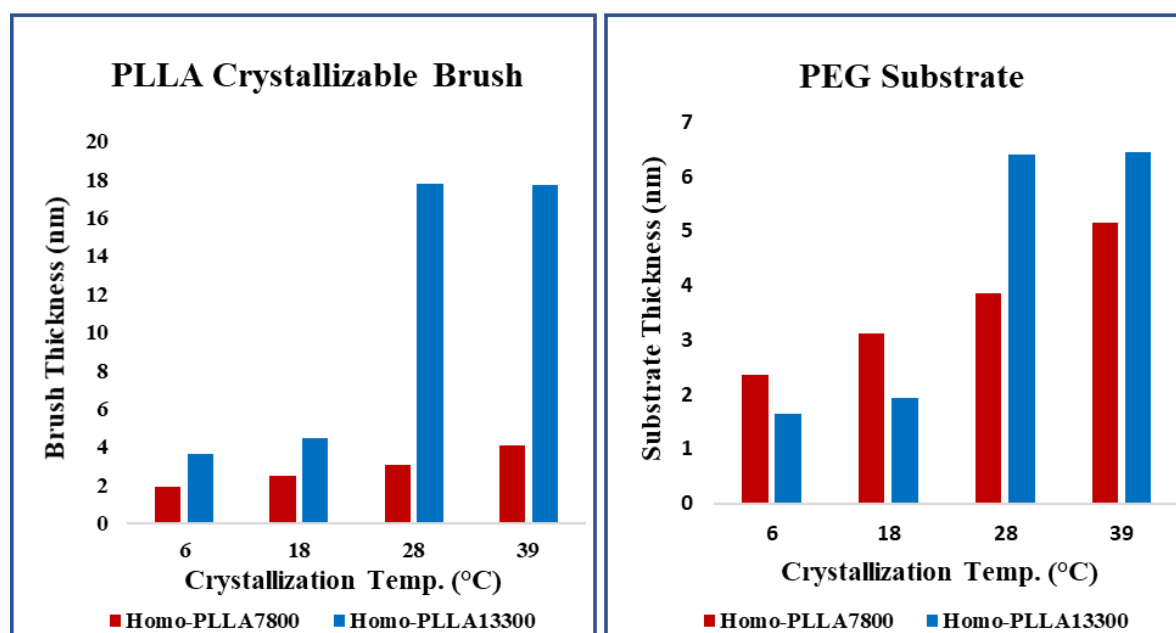 PLLA Crystallizable Brush
Brush Thickness (nm)
20
18
16
14
12
10
8
6
4
2
0
6 18 28 39
Crystallization Temp. (°C)
Homo-PLLA7800 Homo-PLLA13300
PEG Substrate
Substrate Thickness (nm)
7
6
5
4
3
2
1
0
6 18 28 39
Crystallization Temp. (°C)
Homo-PLLA7800 Homo-PLLA13300